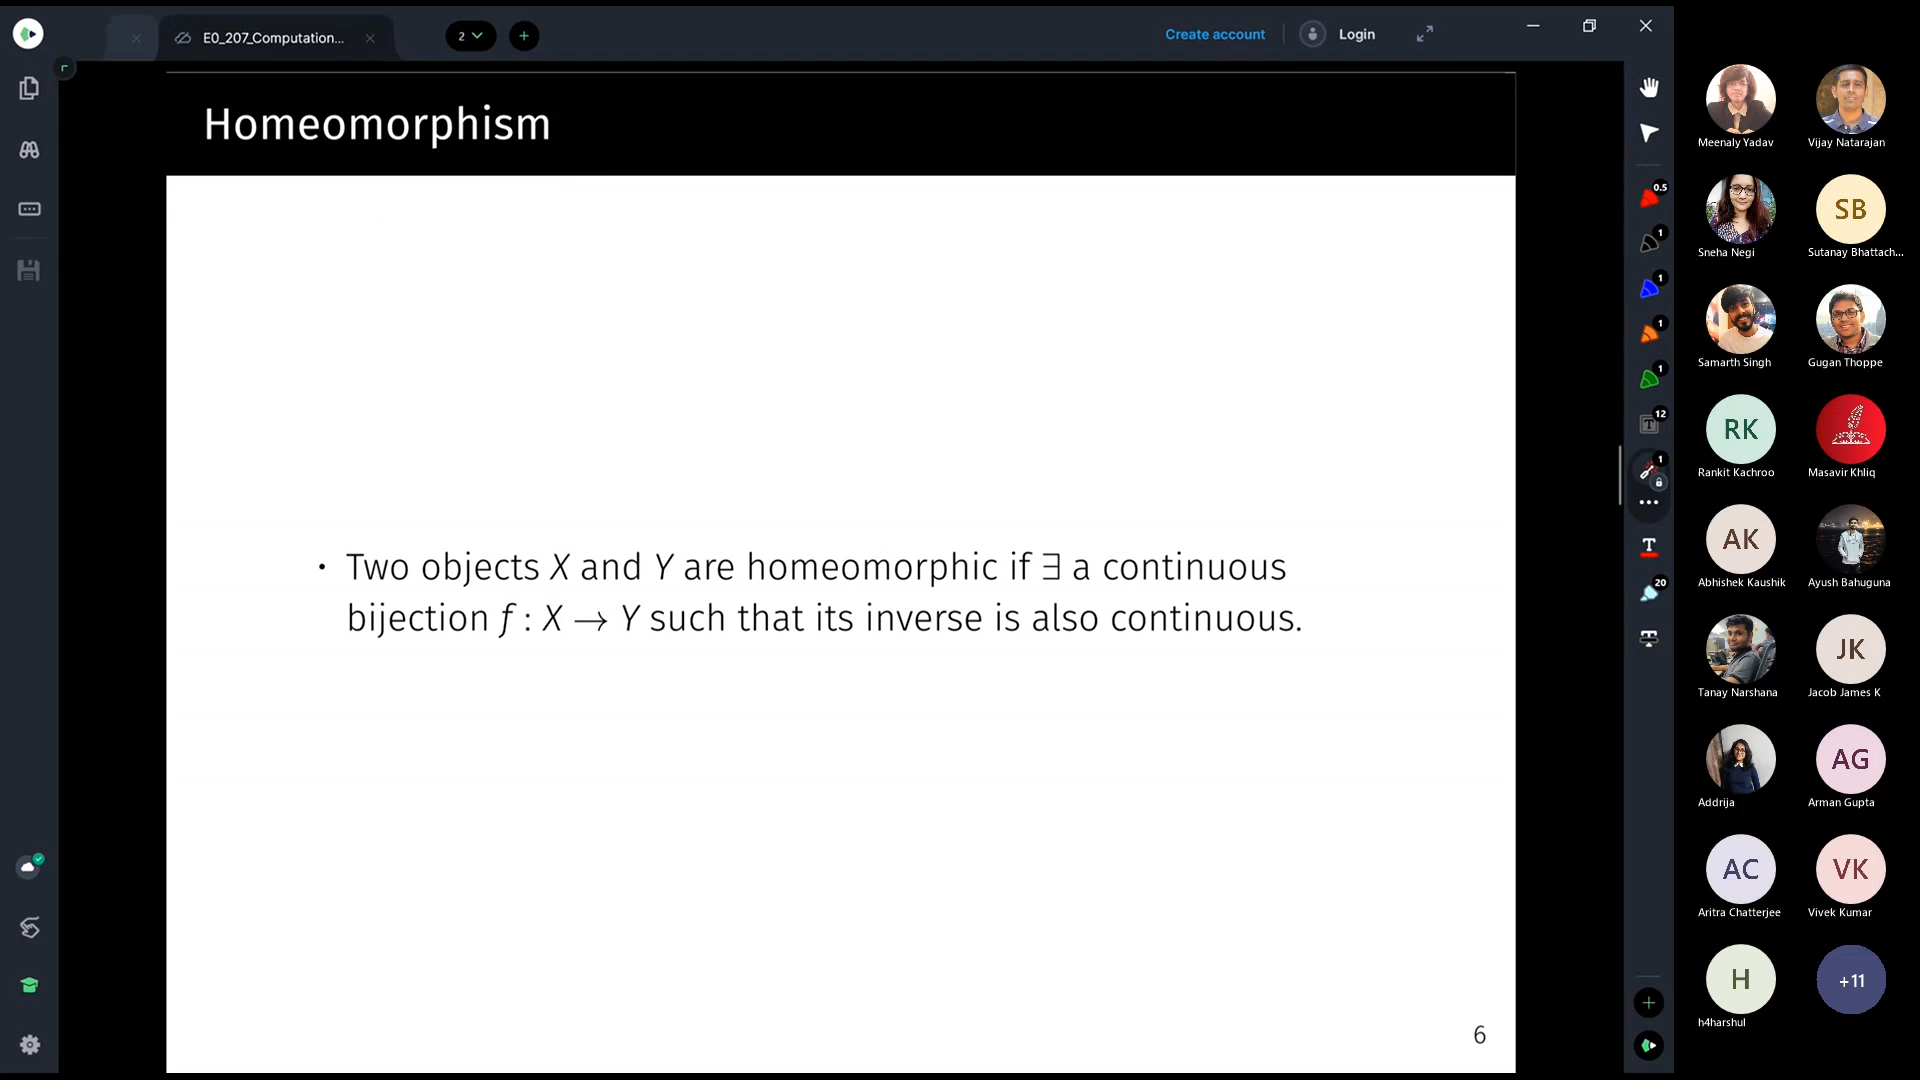 E0_207_Computation...
2
Create account
Login
Homeomorphism
• Two objects X and Y are homeomorphic if ∃ a continuous
bijection f : X → Y such that its inverse is also continuous.
6
0.5
1
1
1
1
T
12
1
T
20
Meenaly Yadav
Vijay Natarajan
Sneha Negi
SB
Sutanay Bhattach...
Samarth Singh
Gugan Thoppe
RK
Rankit Kachroo
Masavir Khliq
AK
Abhishek Kaushik
Ayush Bahuguna
Tanay Narshana
JK
Jacob James K
Addrija
AG
Arman Gupta
AC
Aritra Chatterjee
VK
Vivek Kumar
H
h4harshul
+11